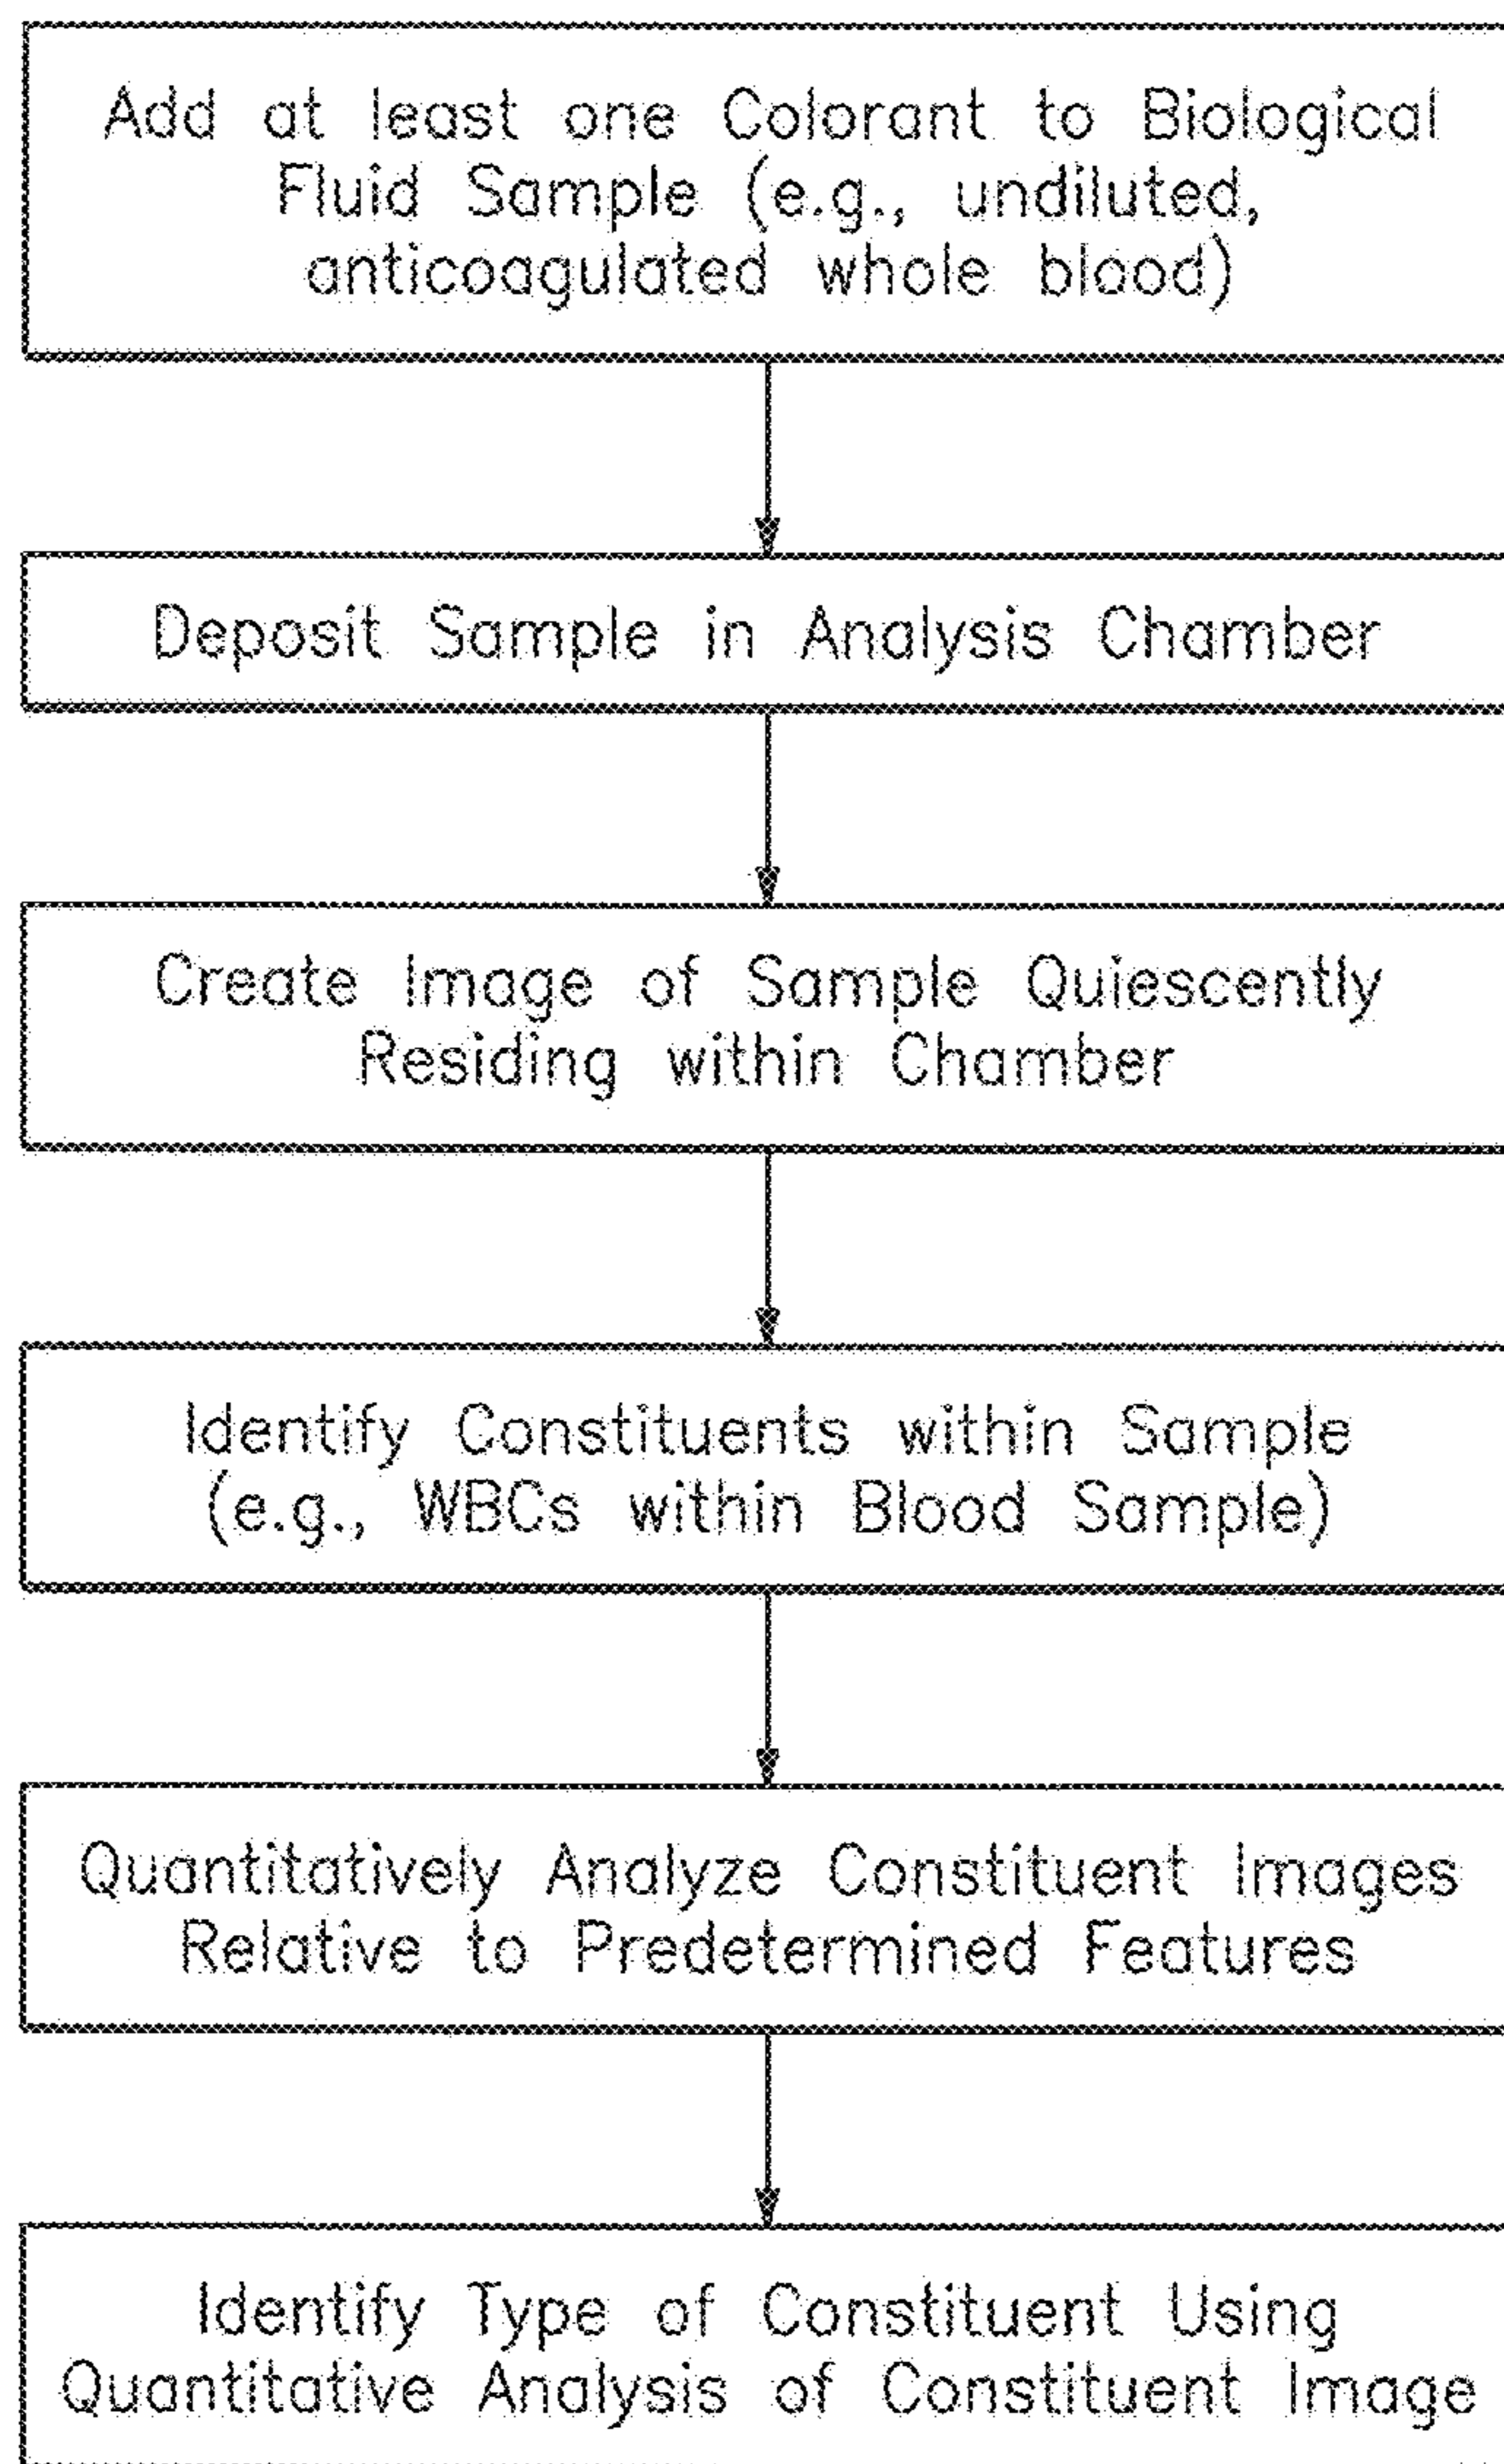 Add at least one Colorant to Biological
Fluid Sample (e.g., undiluted,
anticoagulated whole blood)
Deposit Sample in Analysis Chamber
Create Image of Sample Quiescently
Residing within Chamber
Identify Constituents within Sample
(e.g., WBCs within Blood Sample)
Quantitatively Analyze Constituent Images
Relative to Predetermined Features
Identify Type of Constituent Using
Quantitative Analysis of Constituent Image